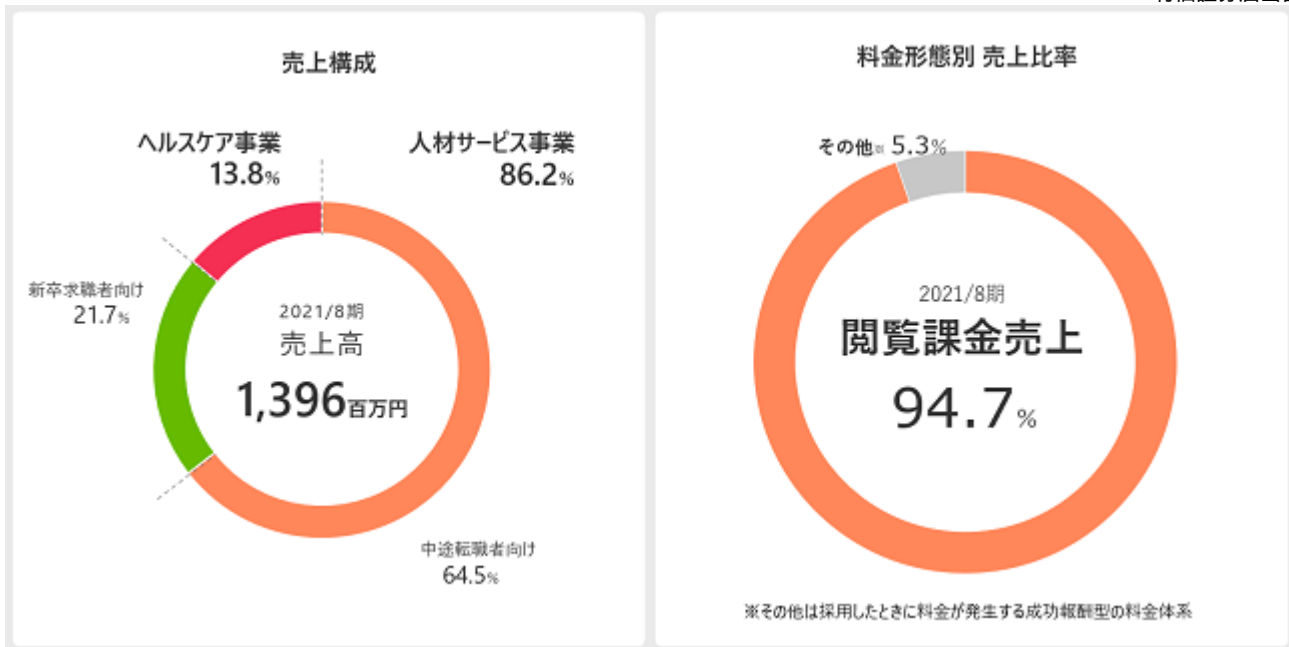 売上構成
ヘルスケア事業
13.8%
人材サービス事業
86.2%
新卒求職者向け
21.7%
2021/8期
売上高
1,396百万円
中途転職者向け
64.5%
料金形態別 売上比率
その他※ 5.3%
2021/8期
閲覧課金売上
94.7%
※その他は採用したときに料金が発生する成功報酬型の料金体系